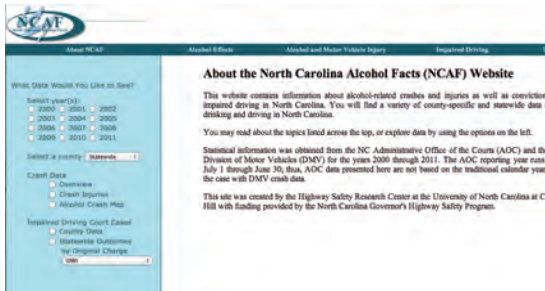 NCAF
About NCAF
Alcohol Effects
Alcohol and Motor Vehicle Injury
Impaired Driving
What Data Would You Like to See?
Select year(s):
2000 2001 2002
2003 2004 2005
2006 2007 2008
2009 2010 2011
Select a county Statewide
Crash Data
Overview
Crash Injuries
Alcohol Crash Map
Impaired Driving Court Cases
County Data
Statewide Outcomes
by Original Charge
DWI
About the North Carolina Alcohol Facts (NCAF) Website
This website contains information about alcohol-related crashes and injuries as well as conviction
impaired driving in North Carolina. You will find a variety of county-specific and statewide data
drinking and driving in North Carolina.
You may read about the topics listed across the top, or explore data by using the options on the left.
Statistical information was obtained from the NC Administrative Office of the Courts (AOC) and th
Division of Motor Vehicles (DMV) for the years 2000 through 2011. The AOC reporting year runs
July 1 through June 30, thus, AOC data presented here are not based on the traditional calendar year
the case with DMV crash data.
This site was created by the Highway Safety Research Center at the University of North Carolina at C
Hill with funding provided by the North Carolina Governor's Highway Safety Program.